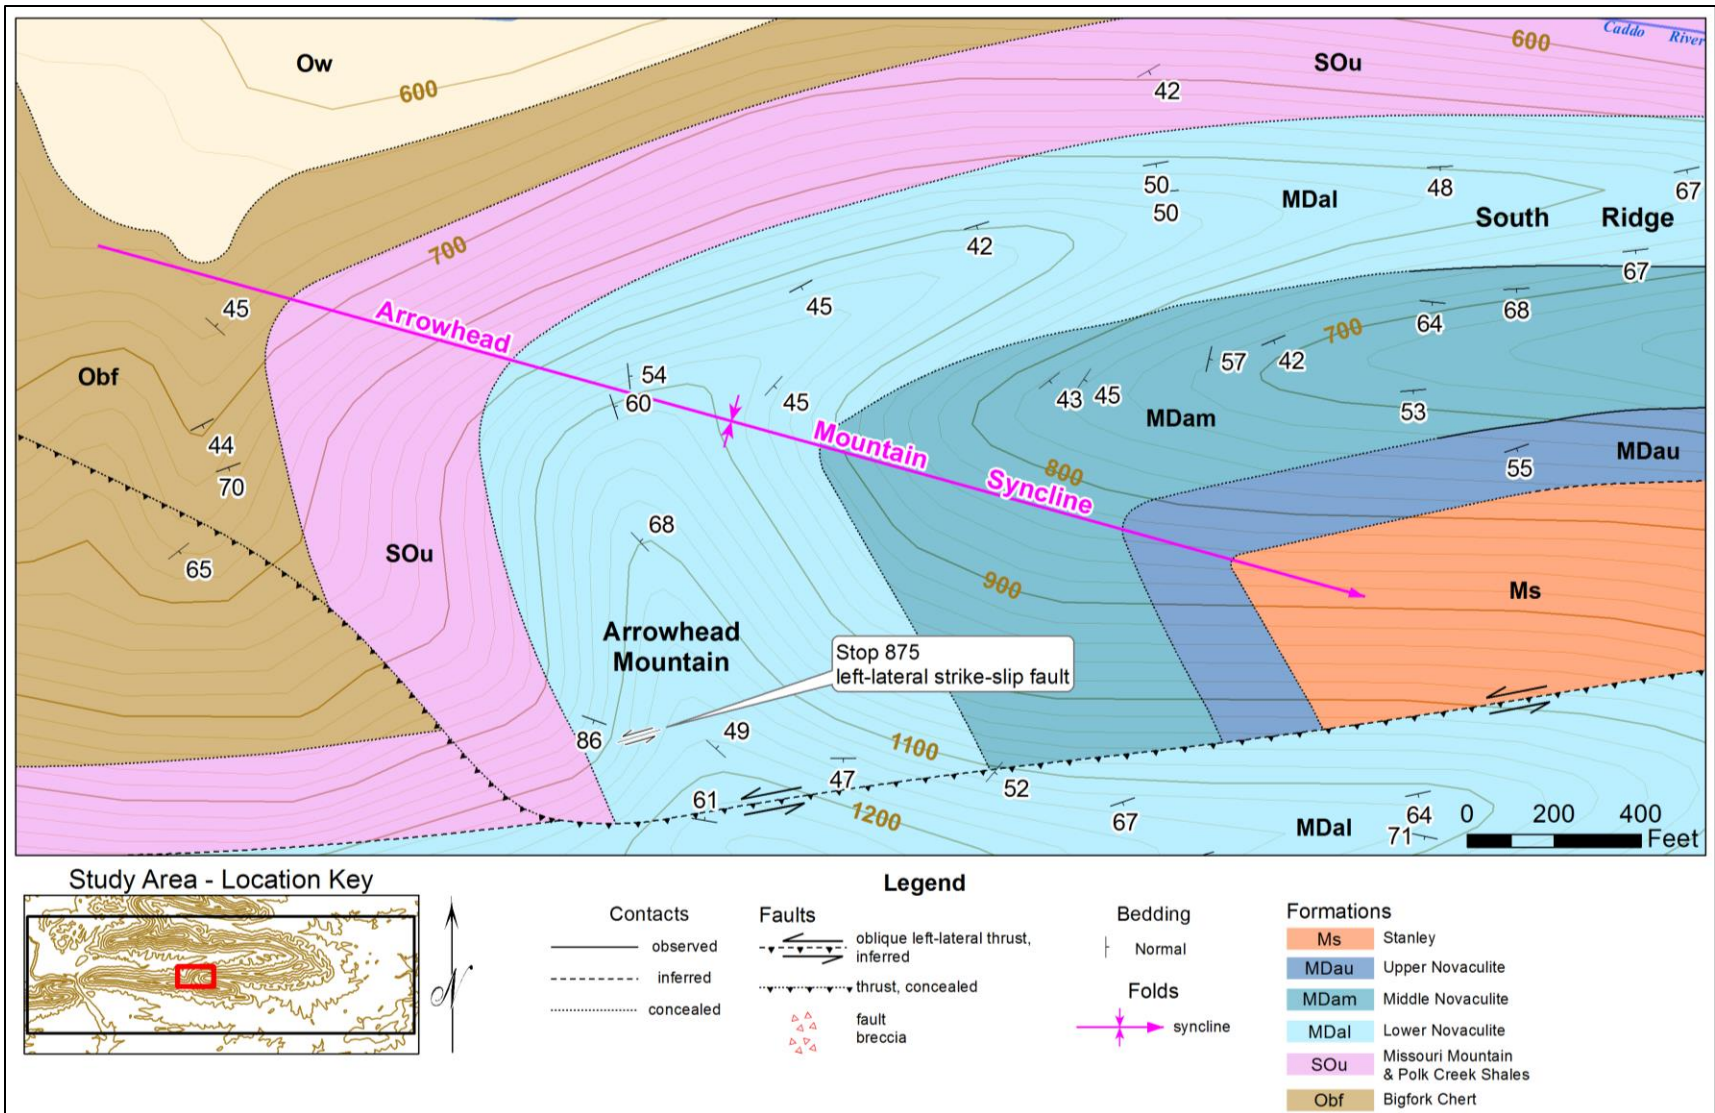 Caddo River
600
Ow
SOu
600
42
50
50
MDal
48
67
South Ridge
42
700
67
45
45
64
68
700
Arrowhead
54
57
42
Obf
60
45
43
45
MDam
53
44
Mountain
MDau
70
800
55
Syncline
68
SOu
65
900
Ms
Arrowhead
Mountain
Stop 875
left-lateral strike-slip fault
86
49
1100
47
52
61
1200
67
MDal
64
71
0 200 400
Feet
Study Area - Location Key
N
Legend
Contacts
observed
inferred
concealed
Faults
oblique left-lateral thrust,
inferred
thrust, concealed
fault
breccia
Bedding
Normal
Folds
syncline
Formations
Ms Stanley
MDau Upper Novaculite
MDam Middle Novaculite
MDal Lower Novaculite
SOu Missouri Mountain
& Polk Creek Shales
Obf Bigfork Chert